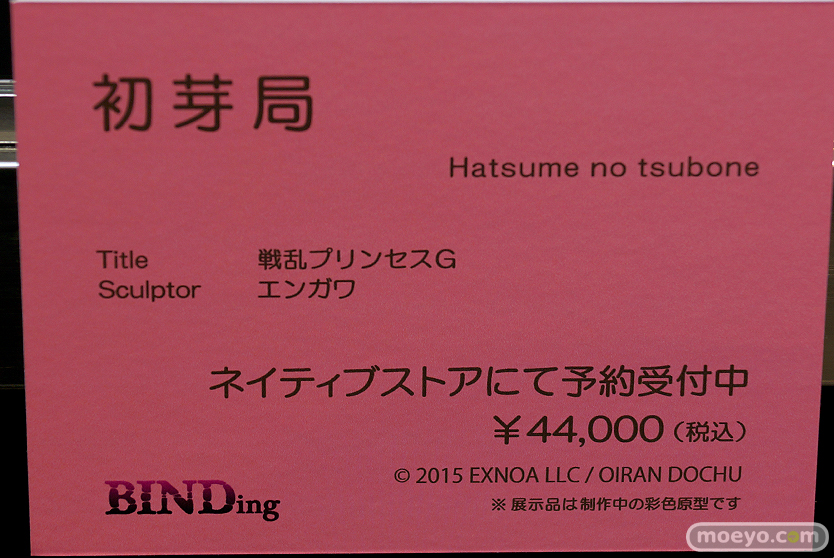 初芽局
Hatsume no tsubone
Title 戦乱プリンセスG
Sculptor エンガワ
ネイティブストアにて予約受付中
￥44,000（税込）
© 2015 EXNOA LLC / OIRAN DOCHU
BINDing
※ 展示品は制作中の彩色原型です
moeyo.com